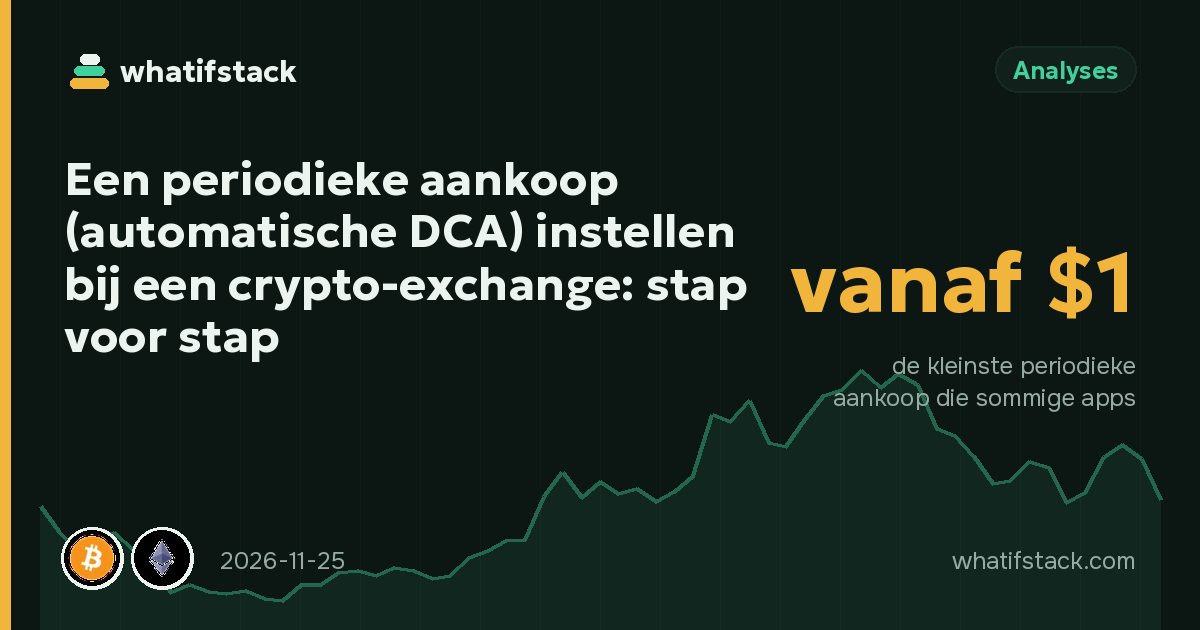 whatifstack
Analyses
Een periodieke aankoop
(automatische DCA) instellen
bij een crypto-exchange: stap
voor stap
vanaf $1
de kleinste periodieke
aankoop die sommige apps
2026-11-25
whatifstack.com